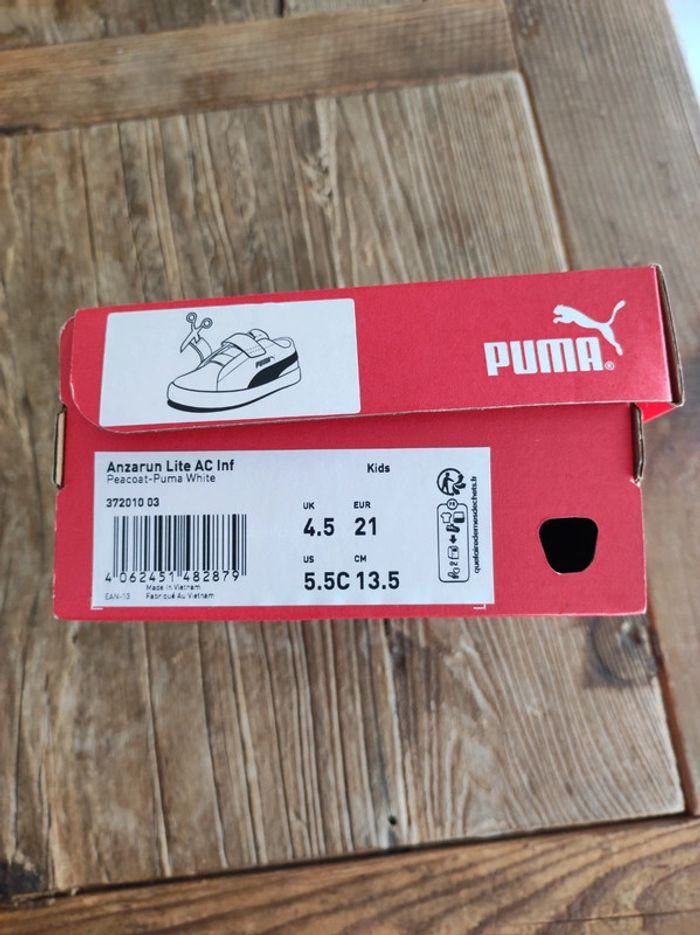 PUMA®
Anzarun Lite AC Inf
Peacoat-Puma White
Kids
372010 03
UK
EUR
4.5
21
US
CM
5.5C
13.5
4 062451 482879
EAN-13
Made in Vietnam
Fabriqué Au Vietnam
quefairedemesdechets.fr